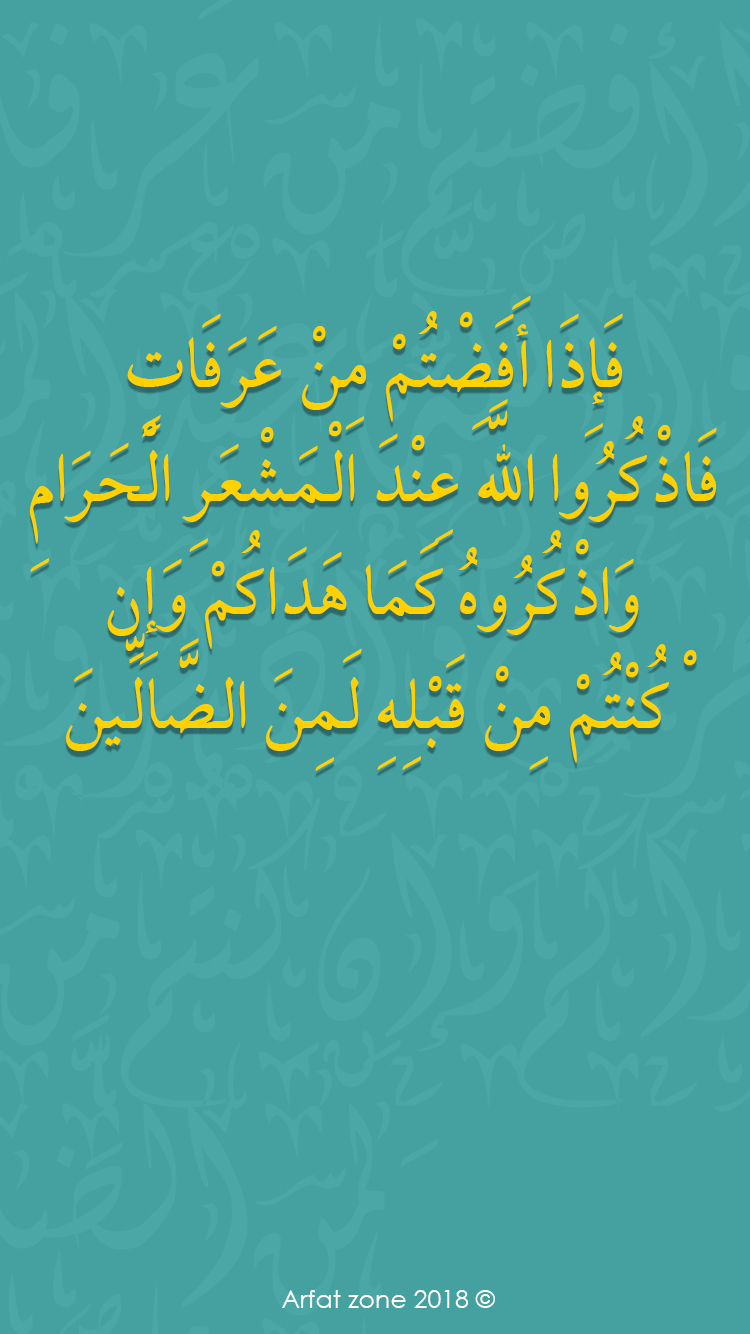 فَإِذَا أَفَضْتُمْ مِنْ عَرَفَاتٍ
فَاذْكُرُوا اللَّهَ عِنْدَ الْمَشْعَرِ الْحَرَامِ
وَاذْكُرُوهُ كَمَا هَدَاكُمْ وَإِن
ْ كُنْتُمْ مِنْ قَبْلِهِ لَمِنَ الضَّالِّينَ
Arfat zone 2018 ©